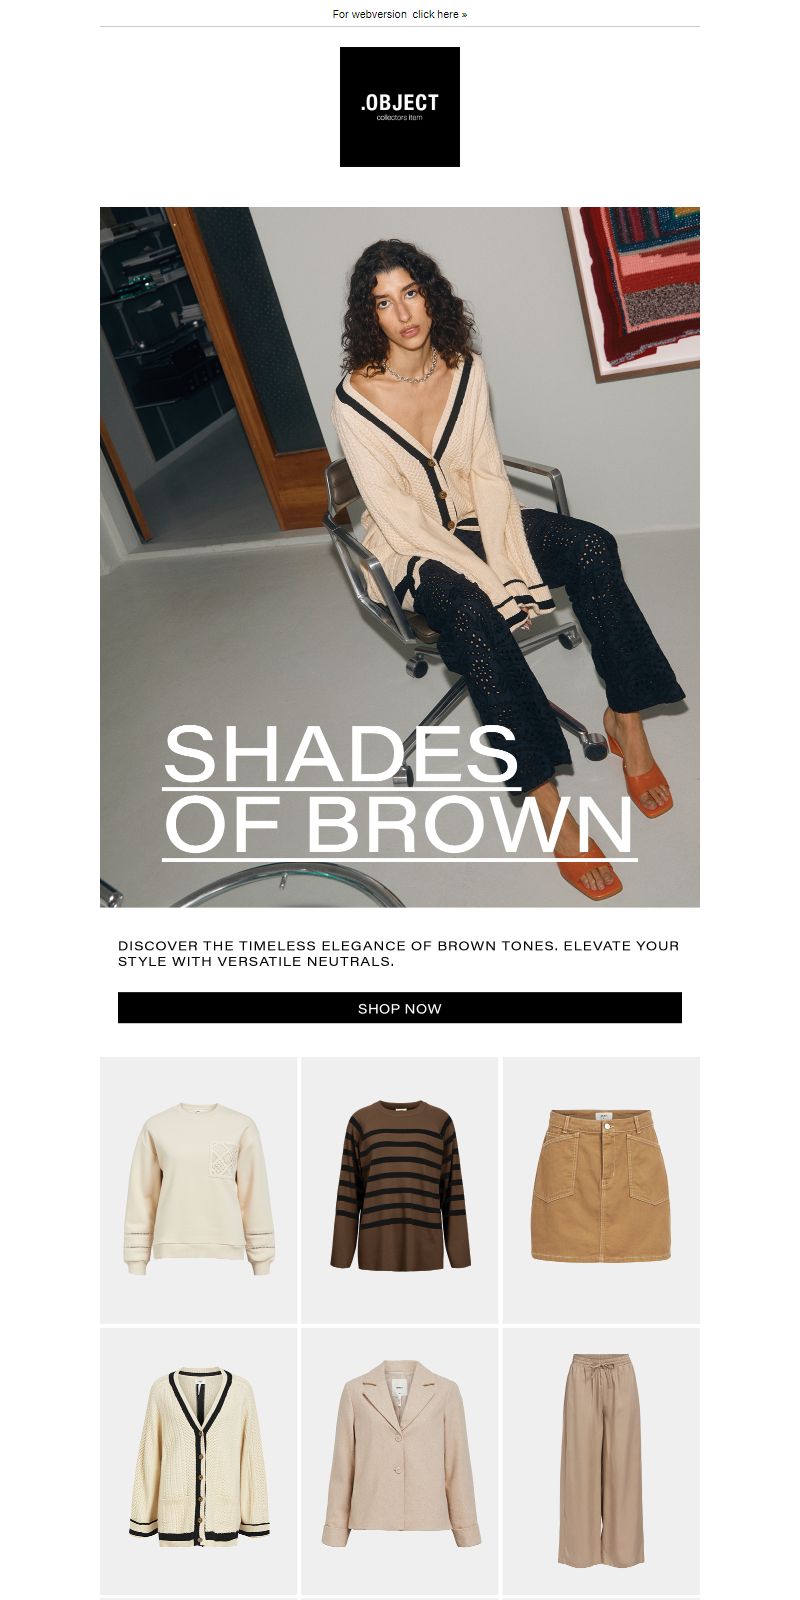 For webversion click here »
.OBJECT
collectors item
SHADES
OF BROWN
DISCOVER THE TIMELESS ELEGANCE OF BROWN TONES. ELEVATE YOUR
STYLE WITH VERSATILE NEUTRALS.
SHOP NOW